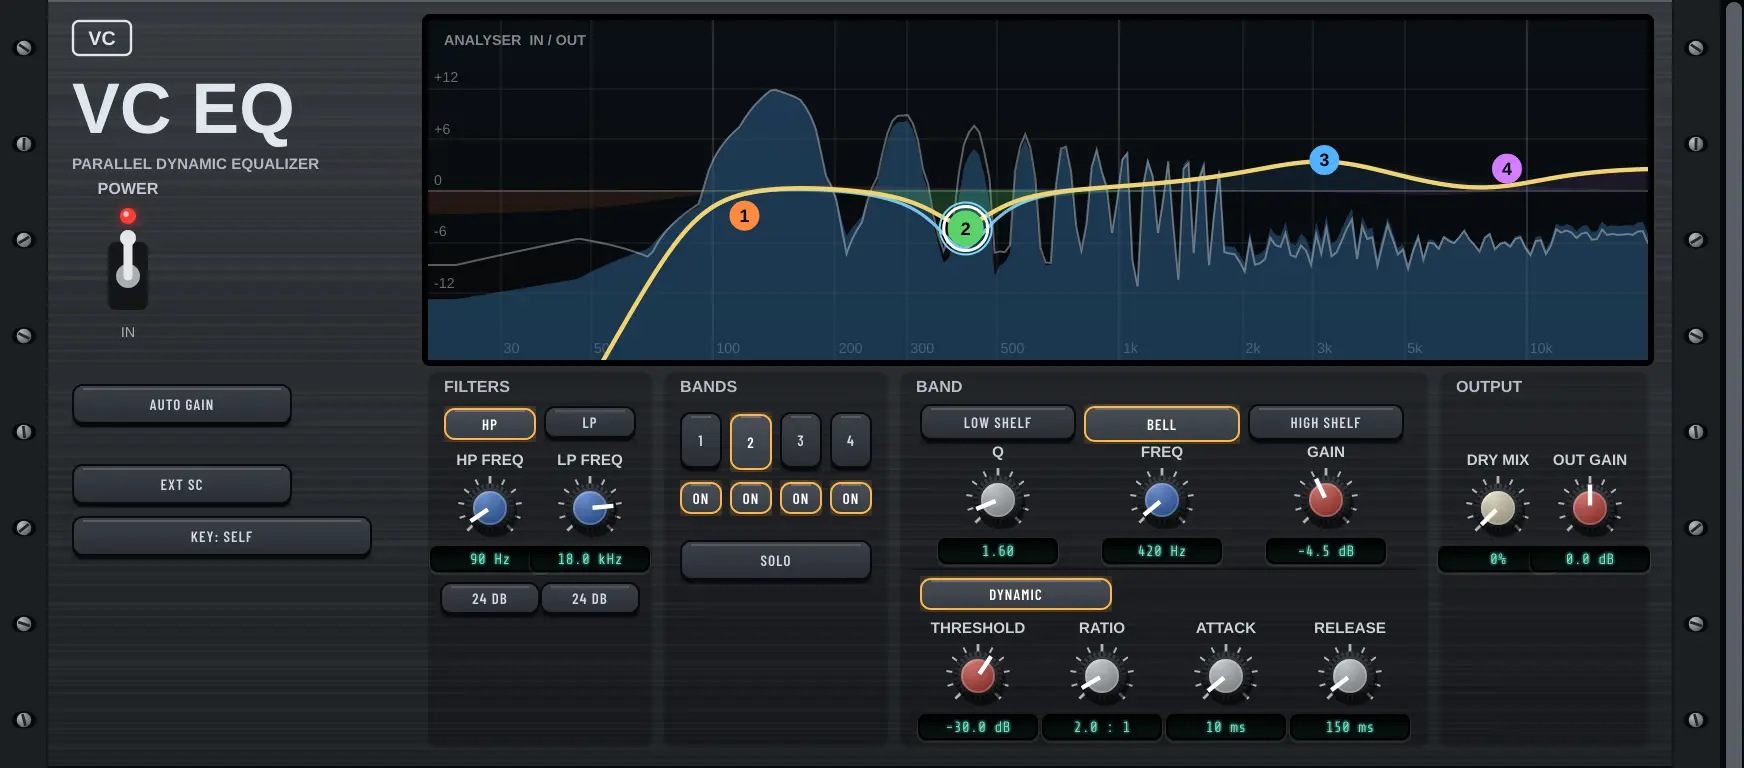 VC
VC EQ
PARALLEL DYNAMIC EQUALIZER
POWER
IN
AUTO GAIN
EXT SC
KEY: SELF
ANALYSER IN / OUT
+12
+6
0
-6
-12
30 50 100 200 300 500 1k 2k 3k 5k 10k
1
2
3
4
FILTERS
HP LP
HP FREQ LP FREQ
90 Hz 18.0 kHz
24 DB 24 DB
BANDS
1 2 3 4
ON ON ON ON
SOLO
BAND
LOW SHELF BELL HIGH SHELF
Q FREQ GAIN
1.60 420 Hz -4.5 dB
DYNAMIC
THRESHOLD RATIO ATTACK RELEASE
-30.0 dB 2.0 : 1 10 ms 150 ms
OUTPUT
DRY MIX OUT GAIN
0% 0.0 dB